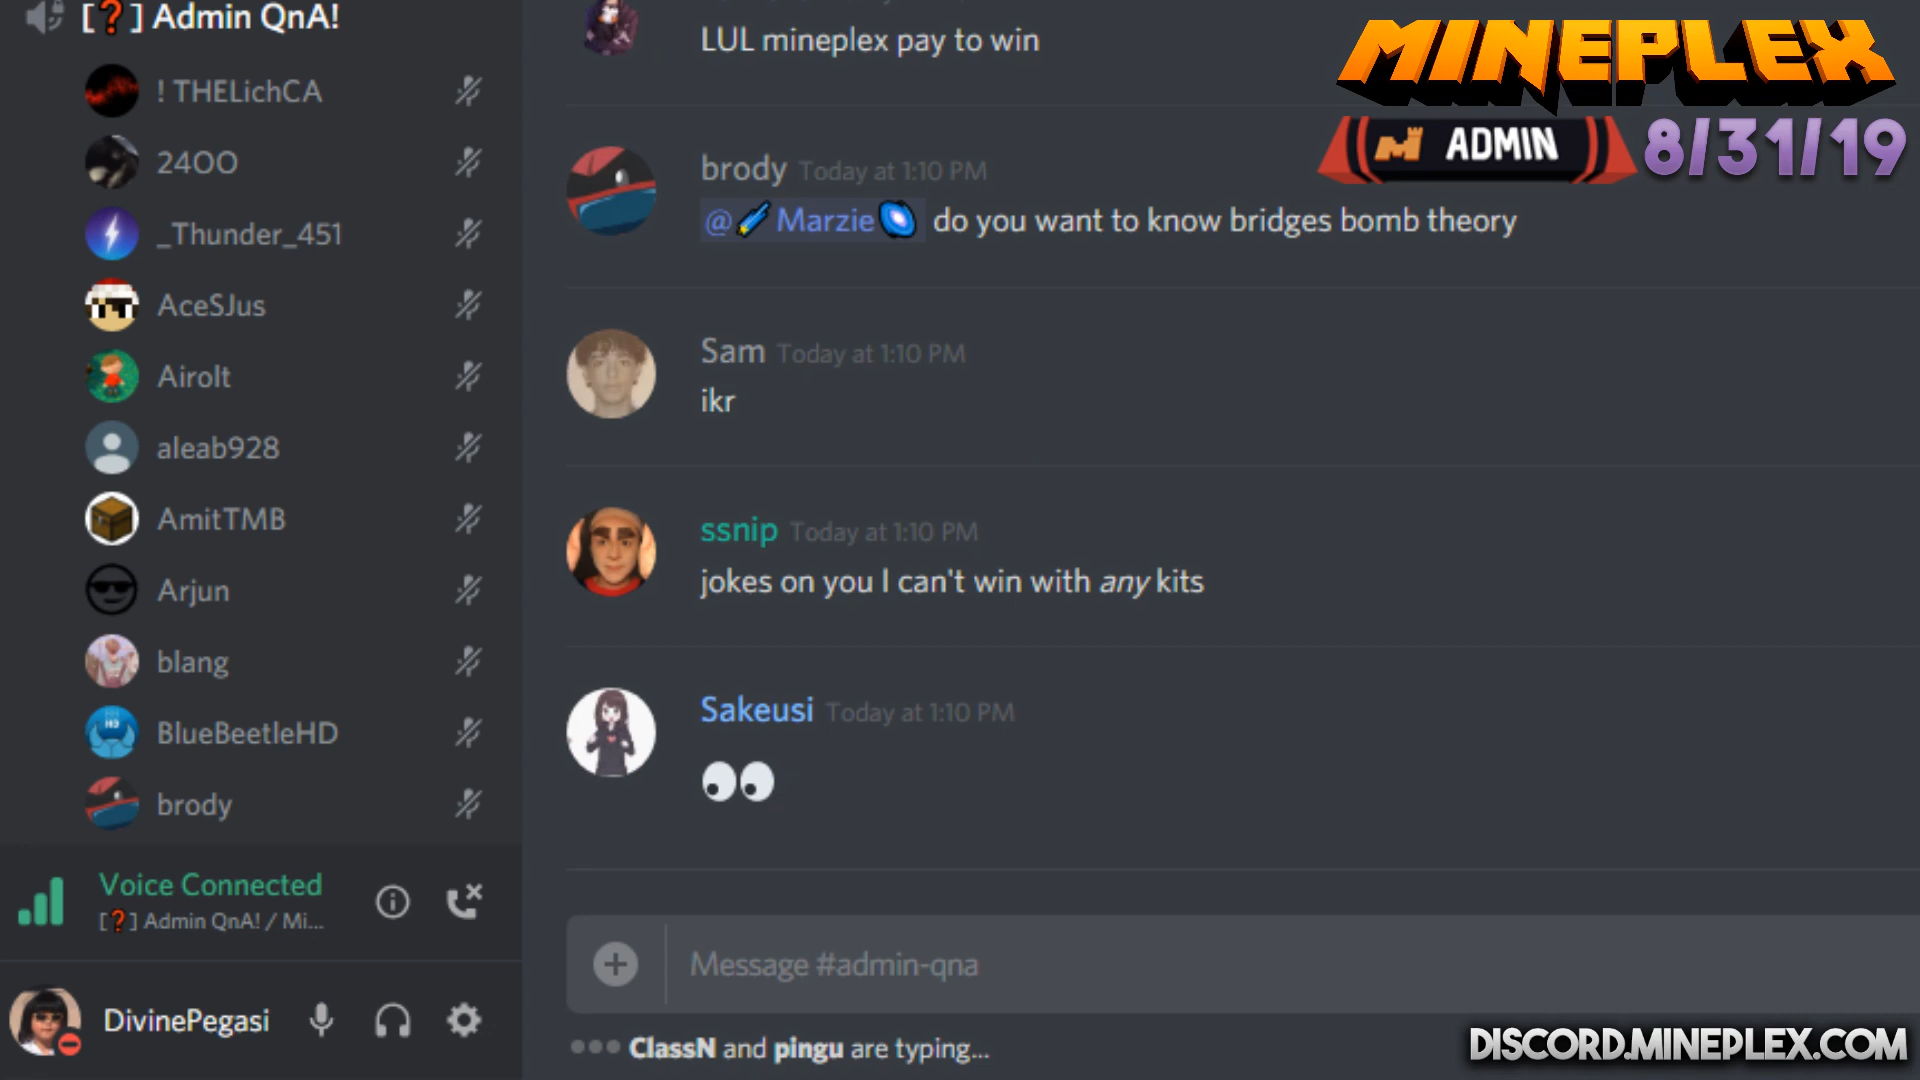 [❓] Admin QnA!
! THELichCA
24OO
_Thunder_451
AceSJus
Airolt
aleab928
AmitTMB
Arjun
blang
BlueBeetleHD
brody
Voice Connected
[❓] Admin QnA! / Mi...
DivinePegasi
LUL mineplex pay to win
brody Today at 1:10 PM
@Marzie do you want to know bridges bomb theory
Sam Today at 1:10 PM
ikr
ssnip Today at 1:10 PM
jokes on you I can't win with any kits
Sakeusi Today at 1:10 PM
👀
Message #admin-qna
ClassN and pingu are typing...
MINEPLEX
ADMIN 8/31/19
DISCORD.MINEPLEX.COM